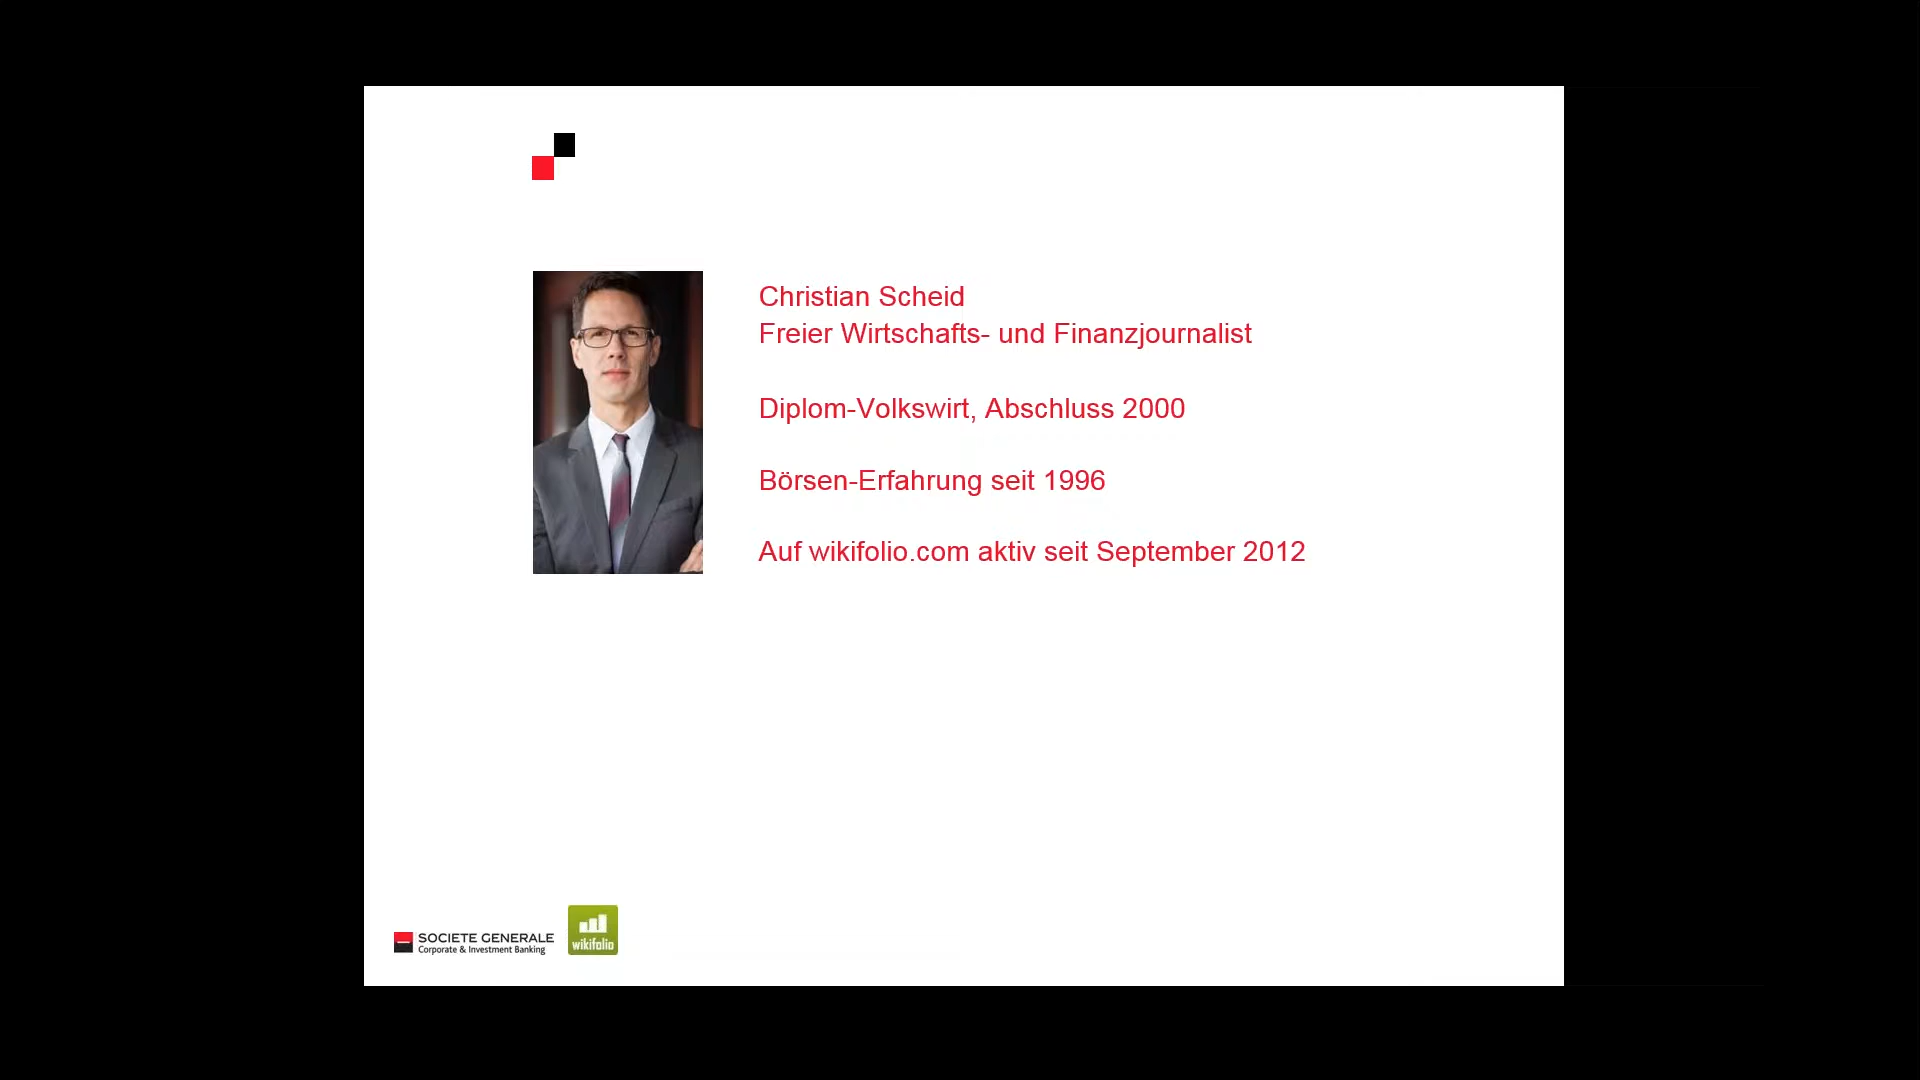 Christian Scheid
Freier Wirtschafts- und Finanzjournalist
Diplom-Volkswirt, Abschluss 2000
Börsen-Erfahrung seit 1996
Auf wikifolio.com aktiv seit September 2012
SOCIETE GENERALE
Corporate & Investment Banking
wikifolio